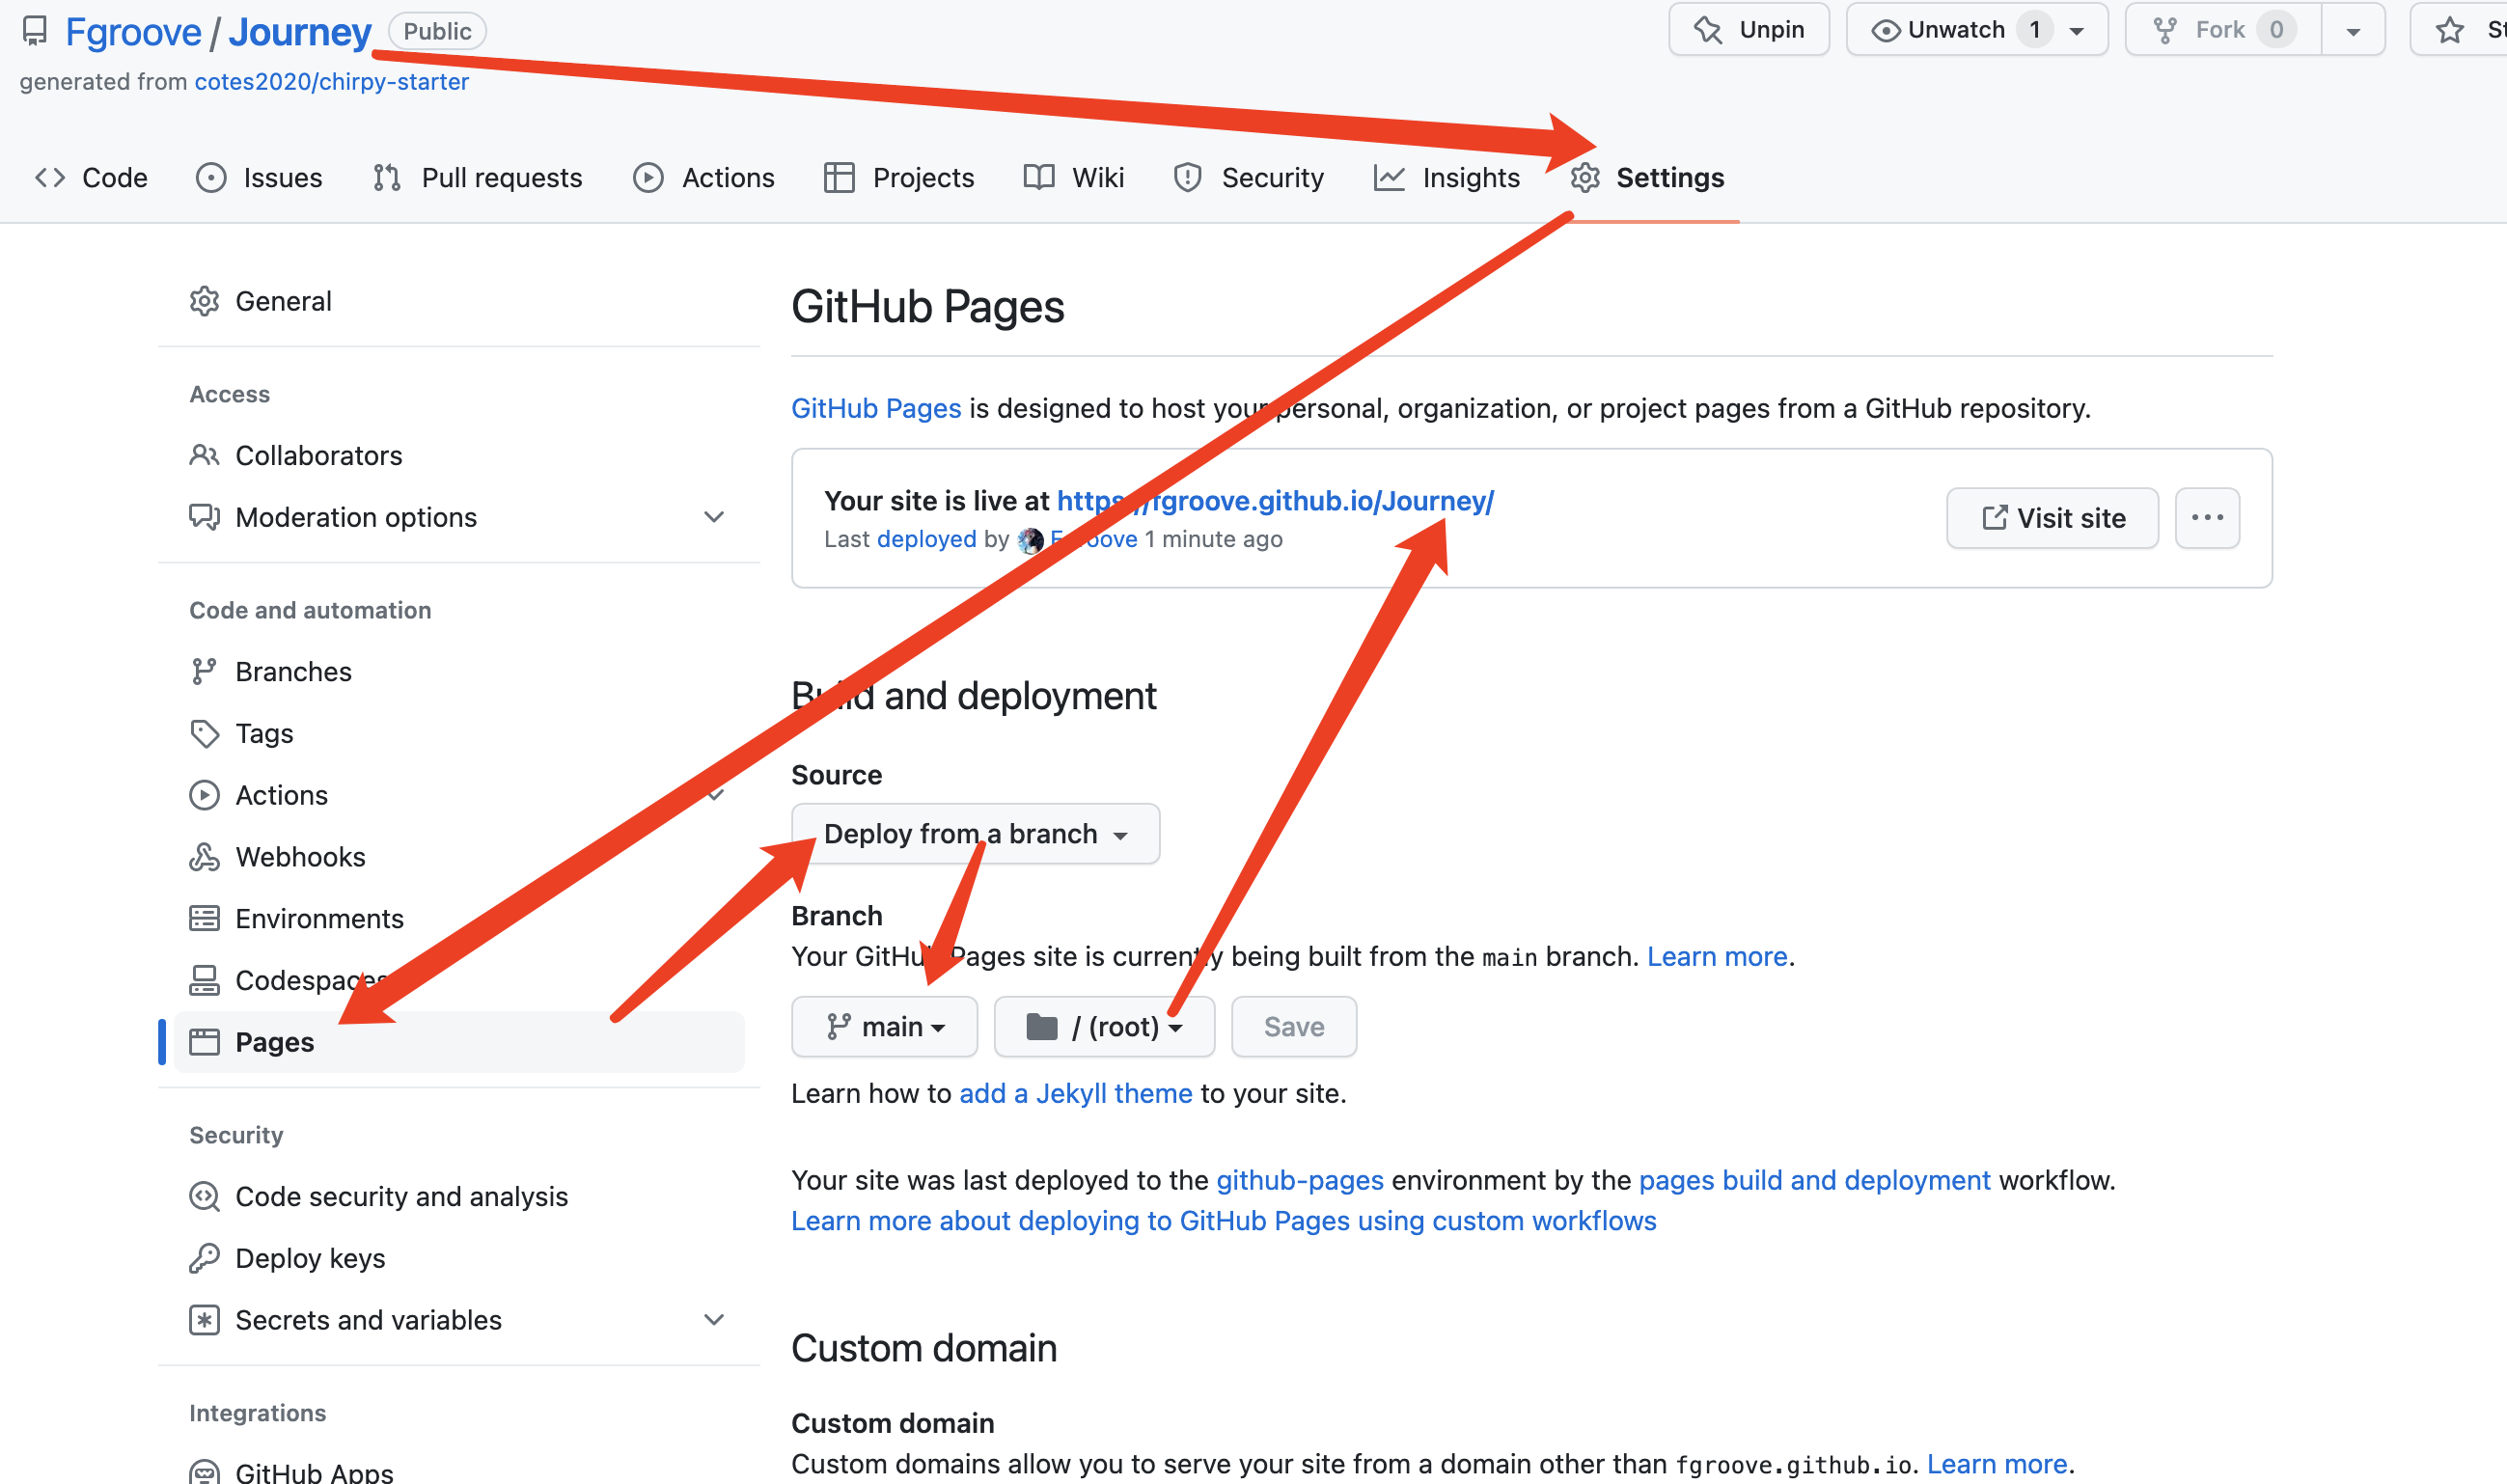 Fgroove / Journey Public
Unpin
Unwatch 1
Fork 0
generated from cotes2020/chirpy-starter
Code
Issues
Pull requests
Actions
Projects
Wiki
Security
Insights
Settings
General
Access
Collaborators
Moderation options
Code and automation
Branches
Tags
Actions
Webhooks
Environments
Codespaces
Pages
Security
Code security and analysis
Deploy keys
Secrets and variables
Integrations
GitHub Apps
GitHub Pages
GitHub Pages is designed to host your personal, organization, or project pages from a GitHub repository.
Your site is live at https://fgroove.github.io/Journey/
Last deployed by Fgroove 1 minute ago
Visit site
Build and deployment
Source
Deploy from a branch
Branch
Your GitHub Pages site is currently being built from the main branch. Learn more.
main
/ (root)
Save
Learn how to add a Jekyll theme to your site.
Your site was last deployed to the github-pages environment by the pages build and deployment workflow.
Learn more about deploying to GitHub Pages using custom workflows
Custom domain
Custom domain
Custom domains allow you to serve your site from a domain other than fgroove.github.io. Learn more.